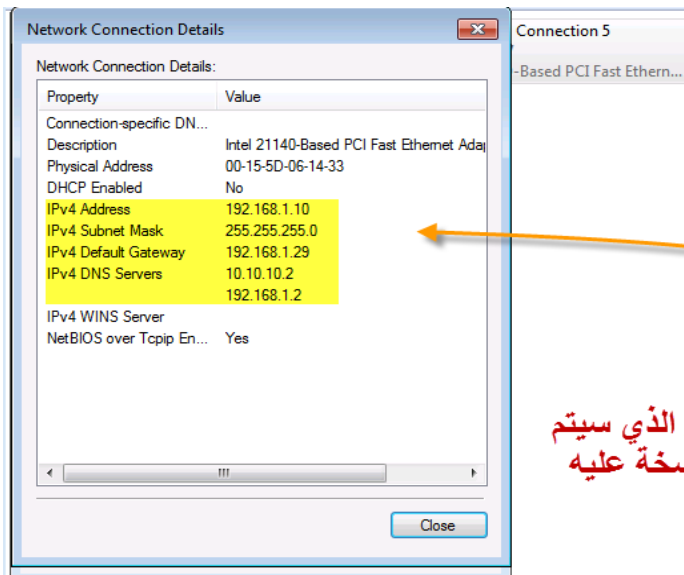 Network Connection Details
Connection 5
Network Connection Details:
-Based PCI Fast Ethern...
Property Value
Connection-specific DN...
Description Intel 21140-Based PCI Fast Ethernet
Physical Address 00-15-5D-06-14-33
DHCP Enabled No
IPv4 Address 192.168.1.10
IPv4 Subnet Mask 255.255.255.0
IPv4 Default Gateway 192.168.1.29
IPv4 DNS Servers 10.10.10.2
192.168.1.2
IPv4 WINS Server
NetBIOS over Tcpip En... Yes
الذي سيتم
عليه
Close